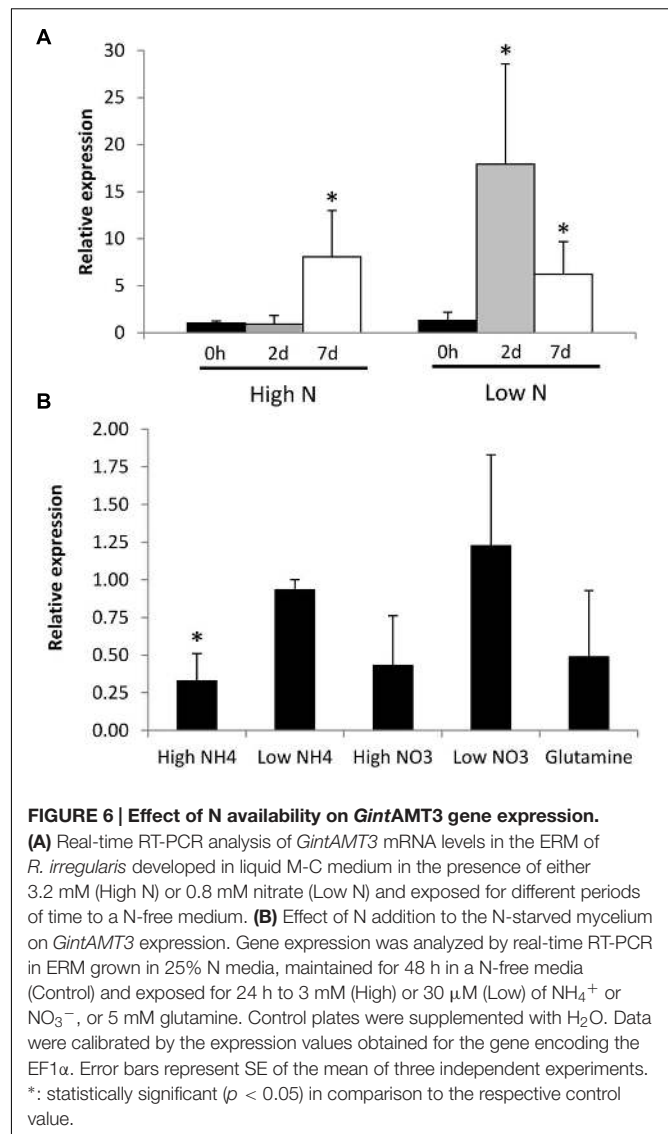 A
30
25
20
15
10
5
0
Relative expression
*
*
*
0h 2d 7d 0h 2d 7d
High N Low N
B
2.00
1.75
1.50
1.25
1.00
0.75
0.50
0.25
0.00
Relative expression
*
High NH4 Low NH4 High NO3 Low NO3 Glutamine
FIGURE 6 | Effect of N availability on GintAMT3 gene expression.
(A) Real-time RT-PCR analysis of GintAMT3 mRNA levels in the ERM of
R. irregularis developed in liquid M-C medium in the presence of either
3.2 mM (High N) or 0.8 mM nitrate (Low N) and exposed for different periods
of time to a N-free medium. (B) Effect of N addition to the N-starved mycelium
on GintAMT3 expression. Gene expression was analyzed by real-time RT-PCR
in ERM grown in 25% N media, maintained for 48 h in a N-free media
(Control) and exposed for 24 h to 3 mM (High) or 30 μM (Low) of NH₄⁺ or
NO₃⁻, or 5 mM glutamine. Control plates were supplemented with H₂O. Data
were calibrated by the expression values obtained for the gene encoding the
EF1α. Error bars represent SE of the mean of three independent experiments.
*: statistically significant (p < 0.05) in comparison to the respective control
value.